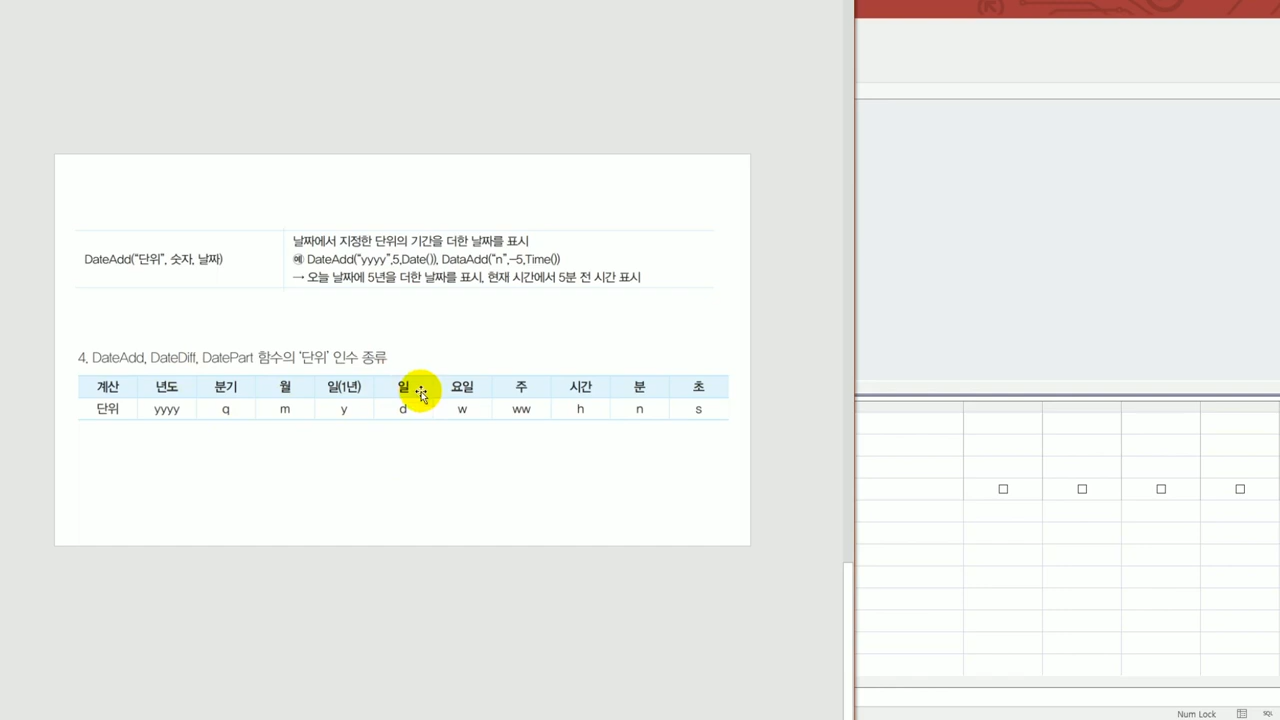 날짜에서 지정한 단위의 기간을 더한 날짜를 표시
DateAdd("단위", 숫자, 날짜)
예 DateAdd("yyyy",5,Date()), DataAdd("n",-5,Time())
→ 오늘 날짜에 5년을 더한 날짜를 표시, 현재 시간에서 5분 전 시간 표시
4. DateAdd, DateDiff, DatePart 함수의 '단위' 인수 종류
계산 년도 분기 월 일(1년) 일 요일 주 시간 분 초
단위 yyyy q m y d w ww h n s
Num Lock
SQL